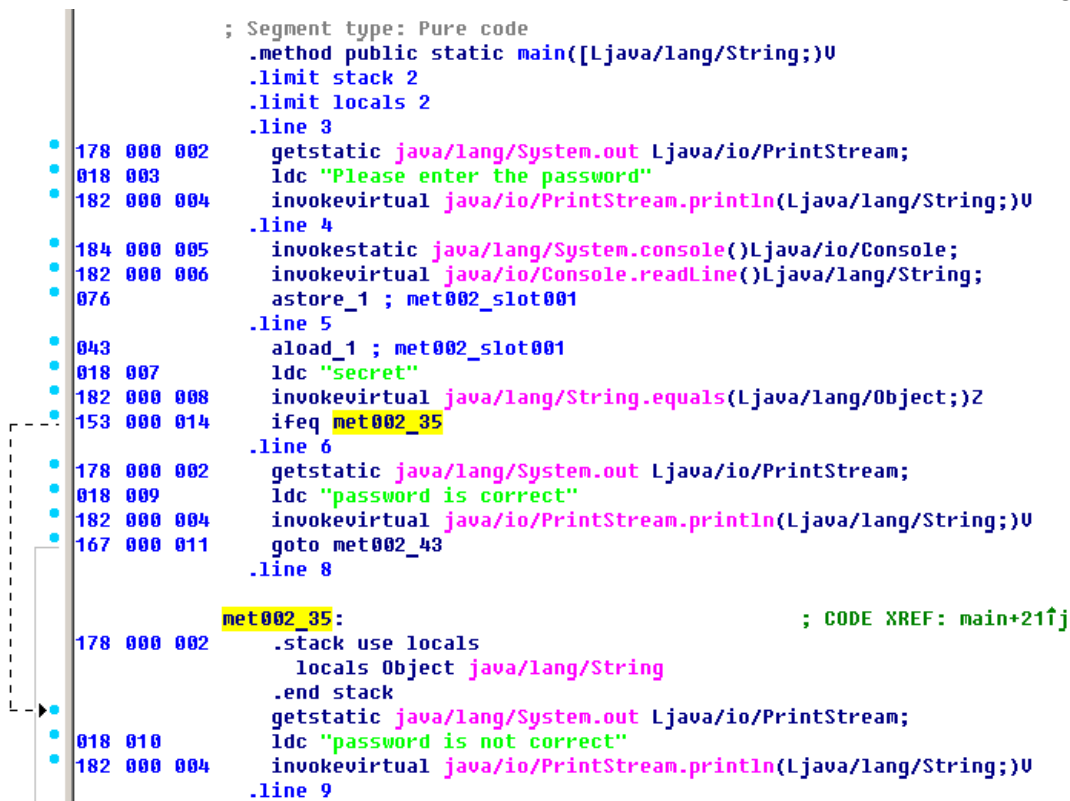 ; Segment type: Pure code
.method public static main([Ljava/lang/String;)V
.limit stack 2
.limit locals 2
.line 3
178 000 002 getstatic java/lang/System.out Ljava/io/PrintStream;
018 003 ldc "Please enter the password"
182 000 004 invokevirtual java/io/PrintStream.println(Ljava/lang/String;)V
.line 4
184 000 005 invokestatic java/lang/System.console()Ljava/io/Console;
182 000 006 invokevirtual java/io/Console.readLine()Ljava/lang/String;
076 astore_1 ; met002_slot001
.line 5
043 aload_1 ; met002_slot001
018 007 ldc "secret"
182 000 008 invokevirtual java/lang/String.equals(Ljava/lang/Object;)Z
153 000 014 ifeq met002_35
.line 6
178 000 002 getstatic java/lang/System.out Ljava/io/PrintStream;
018 009 ldc "password is correct"
182 000 004 invokevirtual java/io/PrintStream.println(Ljava/lang/String;)V
167 000 011 goto met002_43
.line 8
met002_35: ; CODE XREF: main+21↑j
178 000 002 .stack use locals
locals Object java/lang/String
.end stack
getstatic java/lang/System.out Ljava/io/PrintStream;
018 010 ldc "password is not correct"
182 000 004 invokevirtual java/io/PrintStream.println(Ljava/lang/String;)V
.line 9